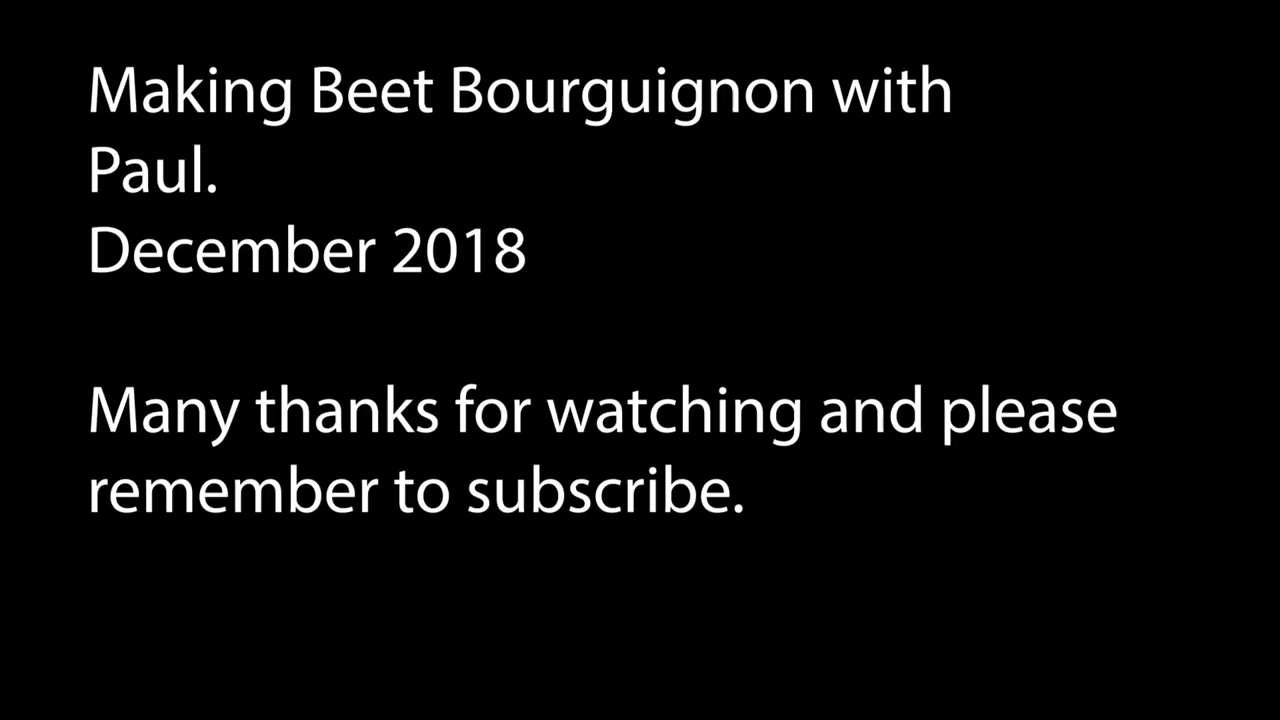 Making Beet Bourguignon with
Paul.
December 2018
Many thanks for watching and please
remember to subscribe.